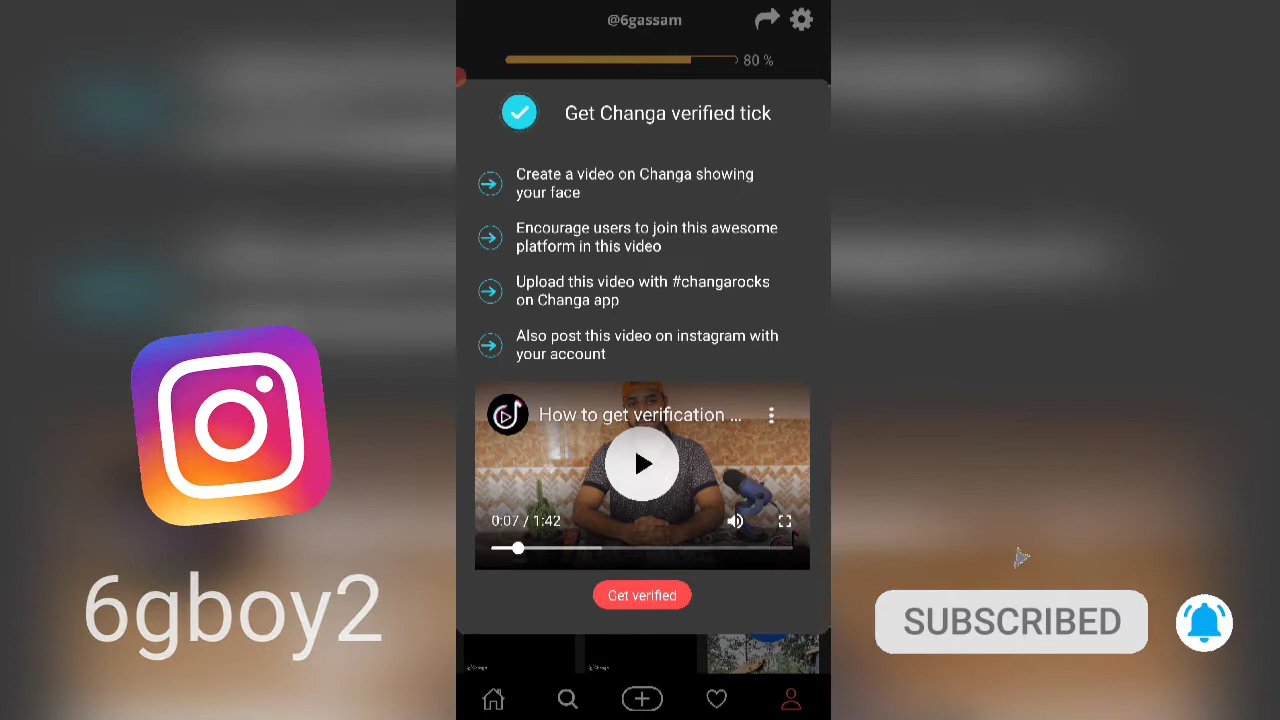 @6gassam
80 %
Get Changa verified tick
Create a video on Changa showing
your face
Encourage users to join this awesome
platform in this video
Upload this video with #changarocks
on Changa app
Also post this video on instagram with
your account
How to get verification ...
0:07 / 1:42
Get verified
6gboy2
SUBSCRIBED
Changa
Changa